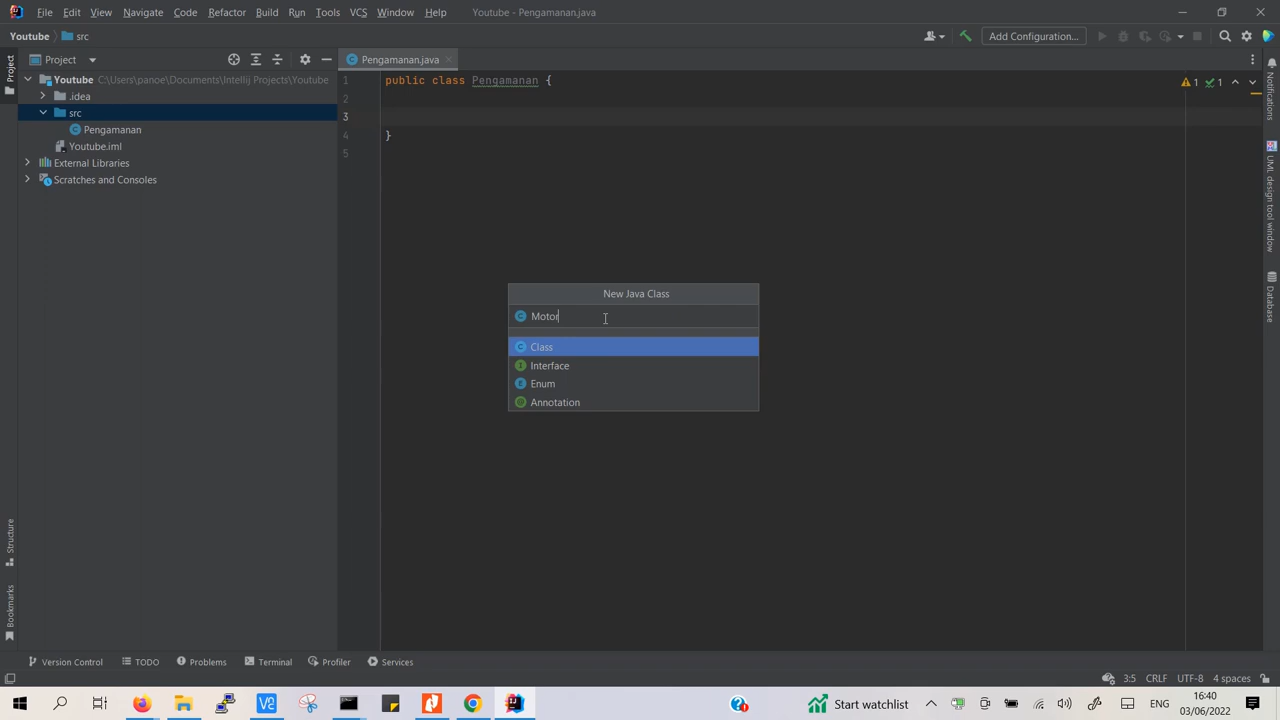 File Edit View Navigate Code Refactor Build Run Tools VCS Window Help Youtube - Pengamanan.java
Youtube src
Add Configuration...
Project
Project
Pengamanan.java
Youtube C:\Users\panoe\Documents\Intellij Projects\Youtube
.idea
src
Pengamanan
Youtube.iml
External Libraries
Scratches and Consoles
1 public class Pengamanan {
2
3
4 }
5
1 1
New Java Class
Motor
Class
Interface
Enum
Annotation
Notifications
UML design tool window
Database
Structure
Bookmarks
Version Control TODO Problems Terminal Profiler Services
3:5 CRLF UTF-8 4 spaces
Start watchlist
ENG
16:40
03/06/2022